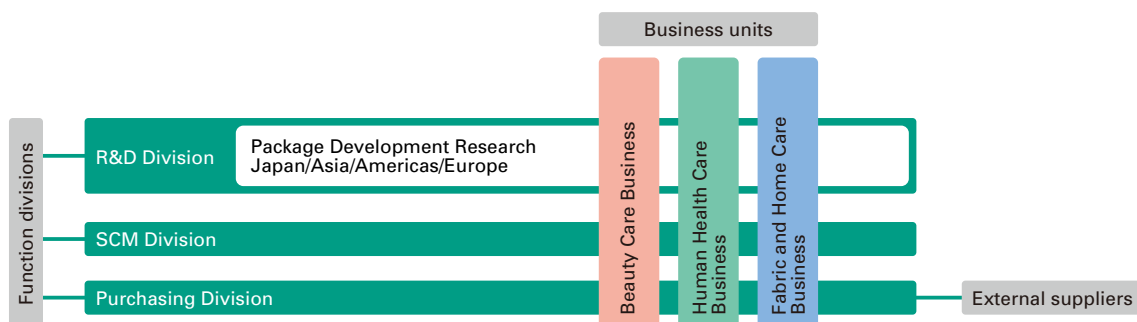 Business units
Function divisions
R&D Division
Package Development Research
Japan/Asia/Americas/Europe
SCM Division
Purchasing Division
Beauty Care Business
Human Health Care
Business
Fabric and Home Care
Business
External suppliers